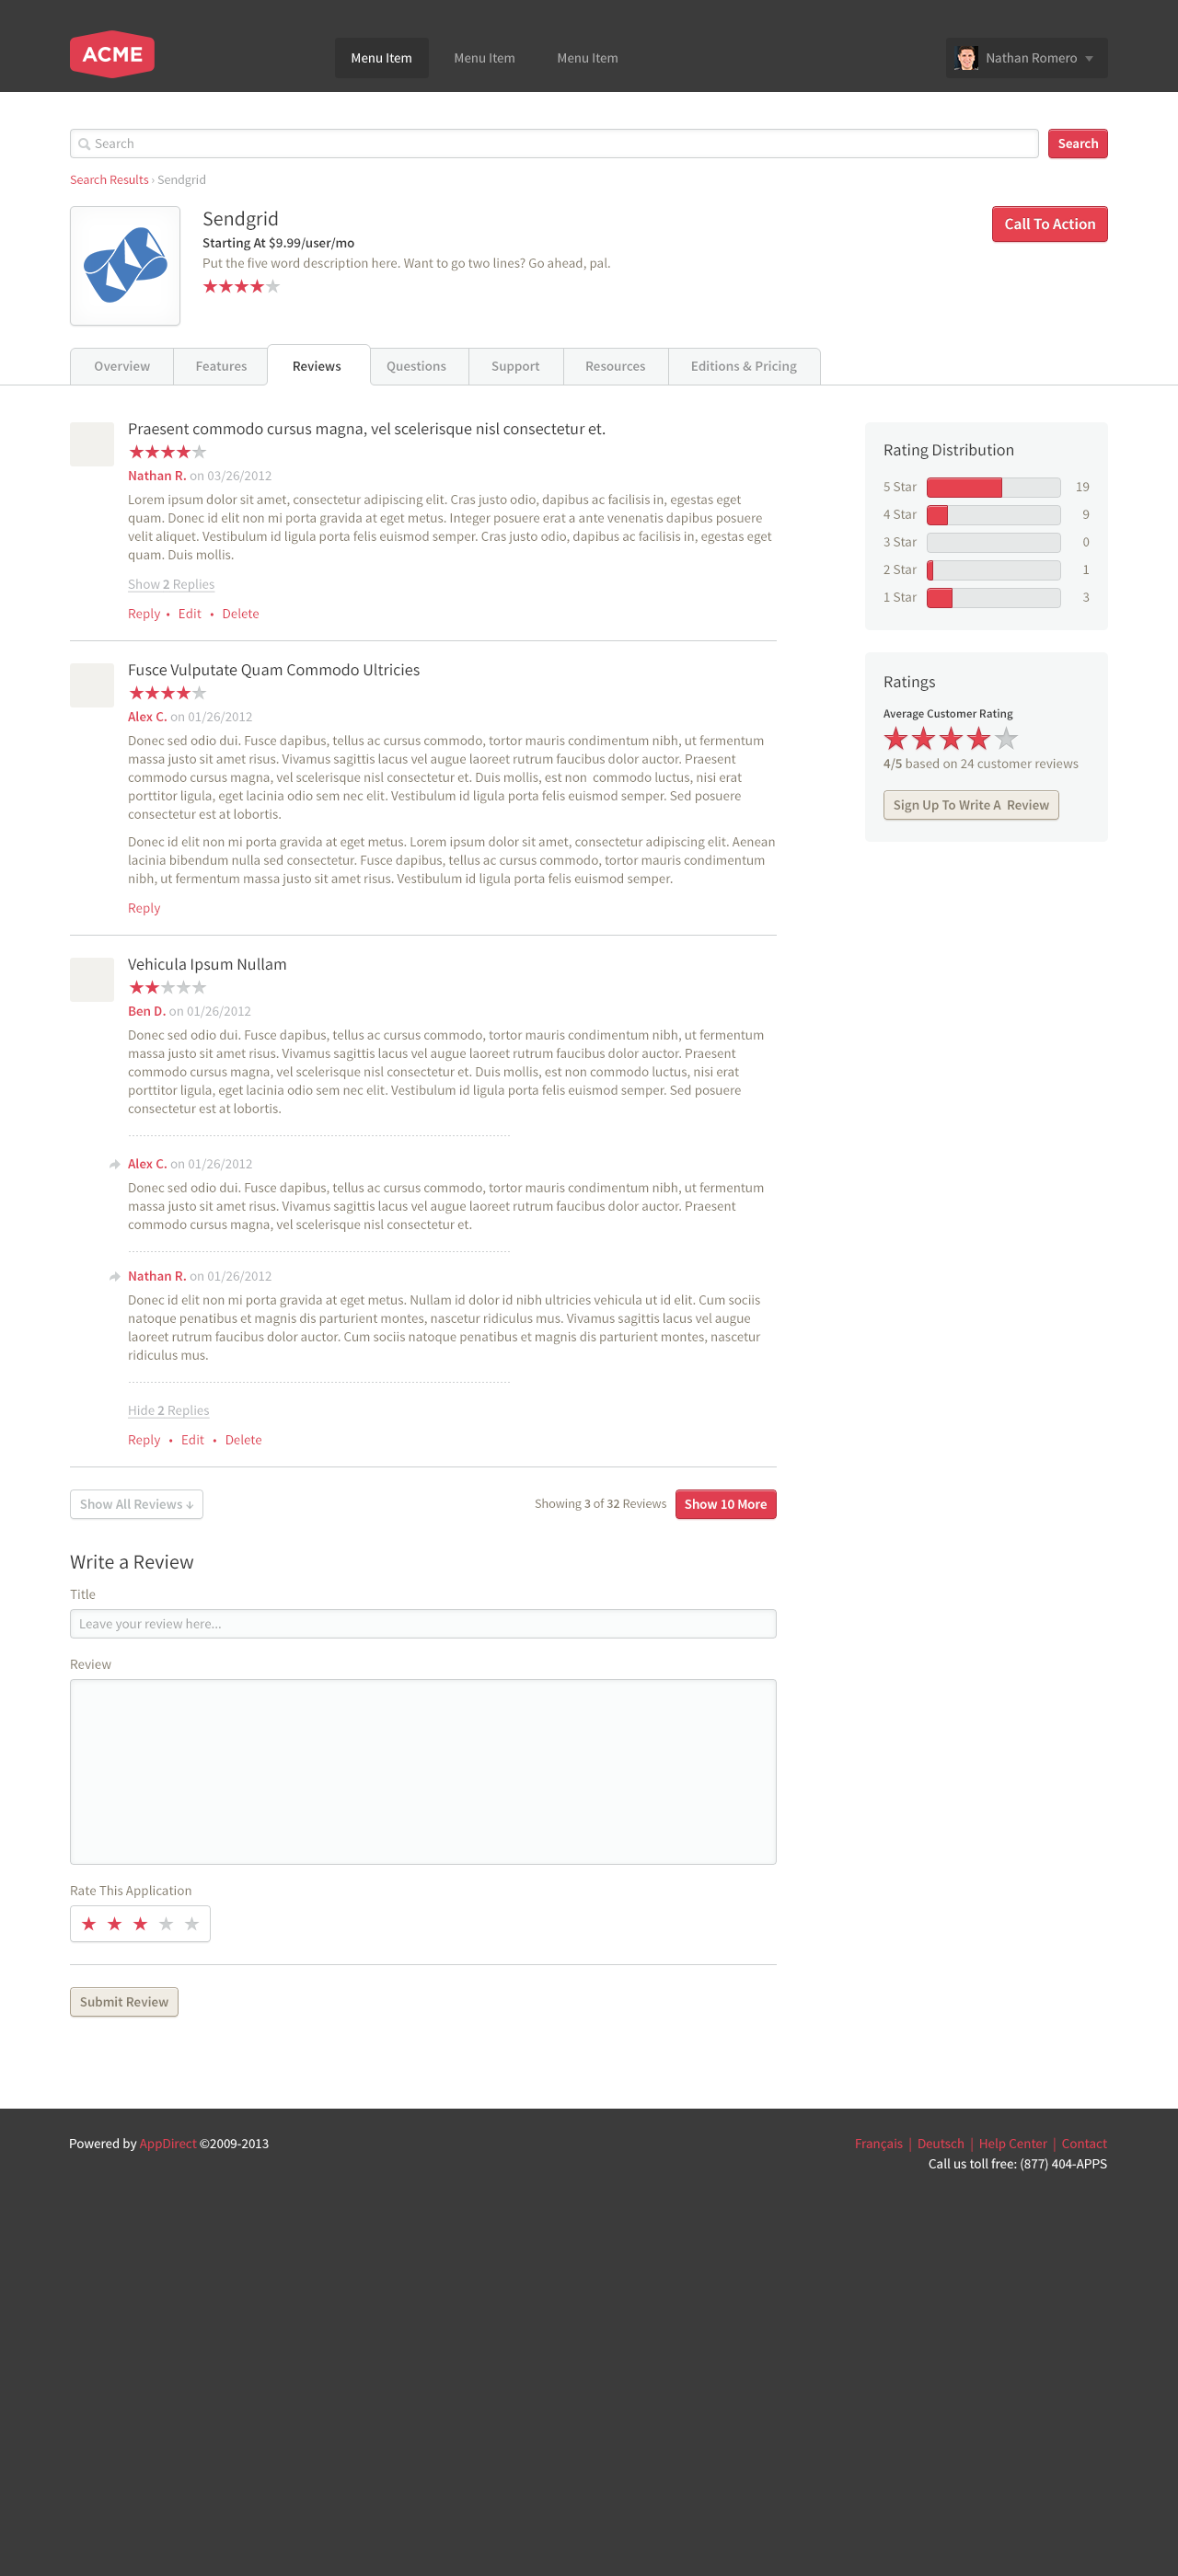 ACME
Menu Item
Menu Item
Menu Item
Nathan Romero
Search
Search
Search Results › Sendgrid
Sendgrid
Starting At $9.99/user/mo
Put the five word description here. Want to go two lines? Go ahead, pal.
Call To Action
Overview
Features
Reviews
Questions
Support
Resources
Editions & Pricing
Praesent commodo cursus magna, vel scelerisque nisl consectetur et.
Nathan R. on 03/26/2012
Lorem ipsum dolor sit amet, consectetur adipiscing elit. Cras justo odio, dapibus ac facilisis in, egestas eget
quam. Donec id elit non mi porta gravida at eget metus. Integer posuere erat a ante venenatis dapibus posuere
velit aliquet. Vestibulum id ligula porta felis euismod semper. Cras justo odio, dapibus ac facilisis in, egestas eget
quam. Duis mollis.
Show 2 Replies
Reply • Edit • Delete
Fusce Vulputate Quam Commodo Ultricies
Alex C. on 01/26/2012
Donec sed odio dui. Fusce dapibus, tellus ac cursus commodo, tortor mauris condimentum nibh, ut fermentum
massa justo sit amet risus. Vivamus sagittis lacus vel augue laoreet rutrum faucibus dolor auctor. Praesent
commodo cursus magna, vel scelerisque nisl consectetur et. Duis mollis, est non  commodo luctus, nisi erat
porttitor ligula, eget lacinia odio sem nec elit. Vestibulum id ligula porta felis euismod semper. Sed posuere
consectetur est at lobortis.
Donec id elit non mi porta gravida at eget metus. Lorem ipsum dolor sit amet, consectetur adipiscing elit. Aenean
lacinia bibendum nulla sed consectetur. Fusce dapibus, tellus ac cursus commodo, tortor mauris condimentum
nibh, ut fermentum massa justo sit amet risus. Vestibulum id ligula porta felis euismod semper.
Reply
Vehicula Ipsum Nullam
Ben D. on 01/26/2012
Donec sed odio dui. Fusce dapibus, tellus ac cursus commodo, tortor mauris condimentum nibh, ut fermentum
massa justo sit amet risus. Vivamus sagittis lacus vel augue laoreet rutrum faucibus dolor auctor. Praesent
commodo cursus magna, vel scelerisque nisl consectetur et. Duis mollis, est non commodo luctus, nisi erat
porttitor ligula, eget lacinia odio sem nec elit. Vestibulum id ligula porta felis euismod semper. Sed posuere
consectetur est at lobortis.
Alex C. on 01/26/2012
Donec sed odio dui. Fusce dapibus, tellus ac cursus commodo, tortor mauris condimentum nibh, ut fermentum
massa justo sit amet risus. Vivamus sagittis lacus vel augue laoreet rutrum faucibus dolor auctor. Praesent
commodo cursus magna, vel scelerisque nisl consectetur et.
Nathan R. on 01/26/2012
Donec id elit non mi porta gravida at eget metus. Nullam id dolor id nibh ultricies vehicula ut id elit. Cum sociis
natoque penatibus et magnis dis parturient montes, nascetur ridiculus mus. Vivamus sagittis lacus vel augue
laoreet rutrum faucibus dolor auctor. Cum sociis natoque penatibus et magnis dis parturient montes, nascetur
ridiculus mus.
Hide 2 Replies
Reply • Edit • Delete
Show All Reviews ↓
Showing 3 of 32 Reviews
Show 10 More
Rating Distribution
5 Star 19
4 Star 9
3 Star 0
2 Star 1
1 Star 3
Ratings
Average Customer Rating
4/5 based on 24 customer reviews
Sign Up To Write A  Review
Write a Review
Title
Leave your review here...
Review
Rate This Application
Submit Review
Powered by AppDirect ©2009-2013
Français | Deutsch | Help Center | Contact
Call us toll free: (877) 404-APPS